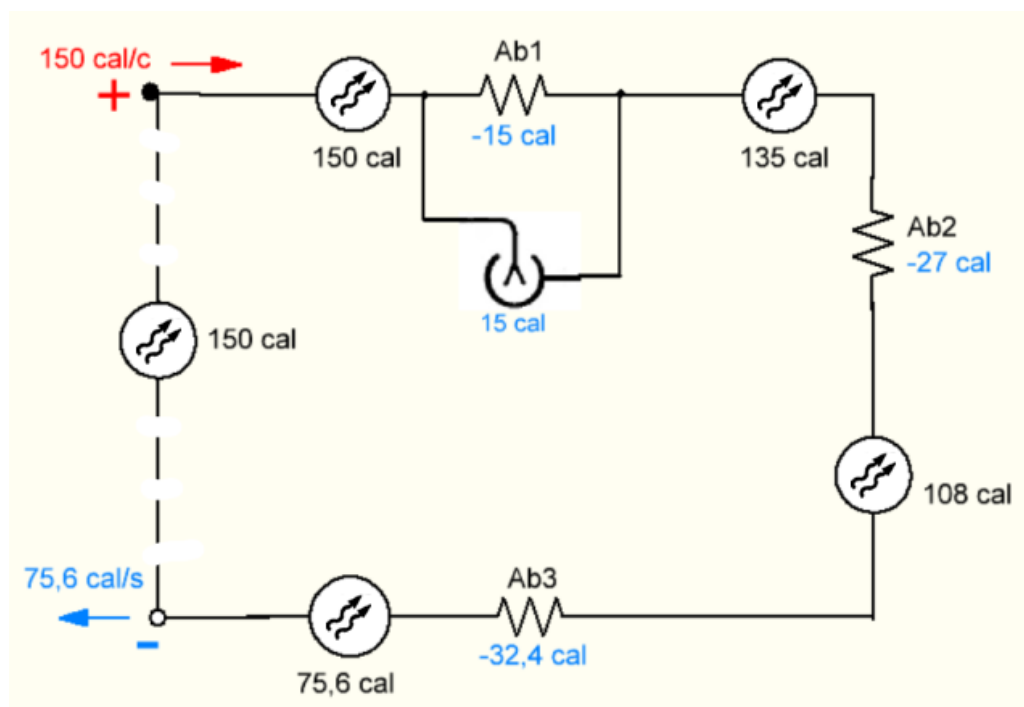 150 cal/c
+
Ab1
-15 cal
150 cal
135 cal
Ab2
-27 cal
15 cal
150 cal
108 cal
75,6 cal/s
-
Ab3
-32,4 cal
75,6 cal